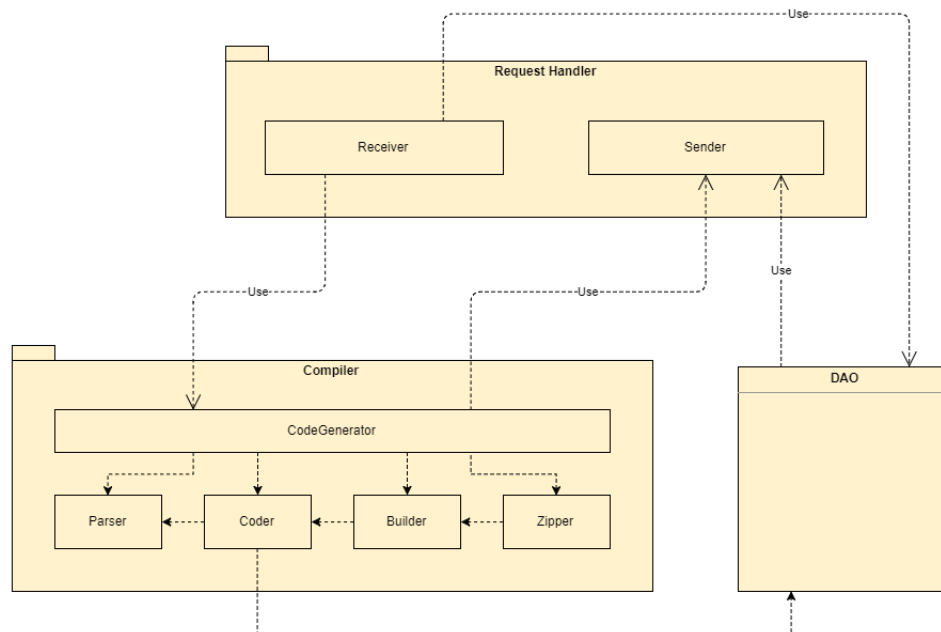 Use
Request Handler
Receiver
Sender
Use
Use
Use
Compiler
DAO
CodeGenerator
Parser
Coder
Builder
Zipper